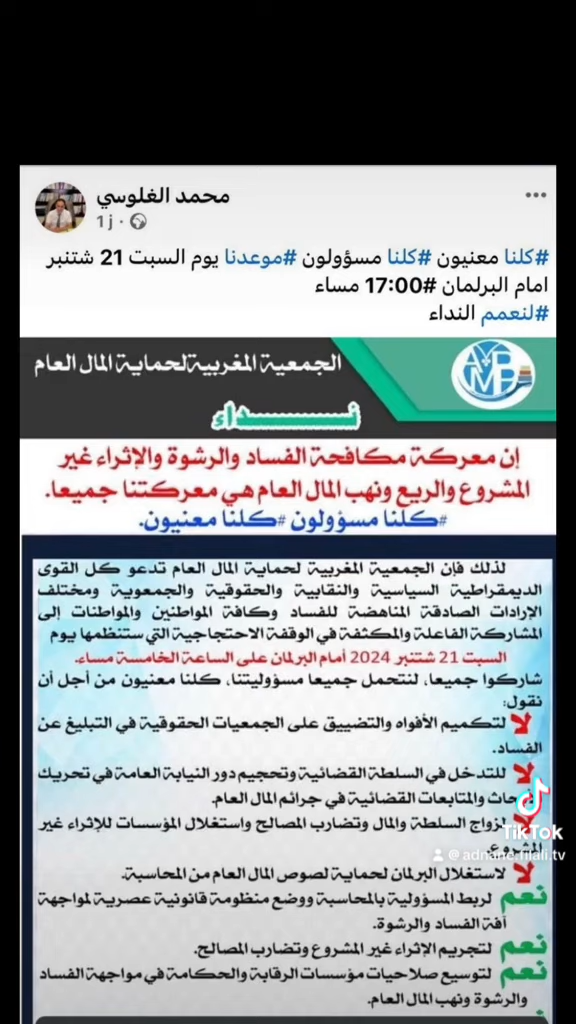 محمد الغلوسي
1 j ·
#كلنا معنيون #كلنا مسؤولون #موعدنا يوم السبت 21 شتنبر
امام البرلمان #17:00 مساء
#لنعمم النداء
الجمعية المغربية لحماية المال العام
نــــــداء
إن معركة مكافحة الفساد والرشوة والإثراء غير
المشروع والريع ونهب المال العام هي معركتنا جميعا.
#كلنا مسؤولون #كلنا معنيون.
لذلك فإن الجمعية المغربية لحماية المال العام تدعو كل القوى
الديمقراطية السياسية والنقابية والحقوقية والجمعوية ومختلف
الإرادات الصادقة المناهضة للفساد وكافة المواطنين والمواطنات إلى
المشاركة الفاعلة والمكثفة في الوقفة الاحتجاجية التي ستنظمها يوم
السبت 21 شتنبر 2024 أمام البرلمان على الساعة الخامسة مساء.
شاركوا جميعا، لنتحمل جميعا مسؤوليتنا، كلنا معنيون من أجل أن
نقول:
لا لتكميم الأفواه والتضييق على الجمعيات الحقوقية في التبليغ عن
الفساد.
لا للتدخل في السلطة القضائية وتحجيم دور النيابة العامة في تحريك
والمتابعات القضائية في جرائم المال العام.
لا لزواج السلطة والمال وتضارب المصالح واستغلال المؤسسات للإثراء غير
المشروع.
لا لاستغلال البرلمان لحماية لصوص المال العام من المحاسبة.
نعم لربط المسؤولية بالمحاسبة ووضع منظومة قانونية عصرية لمواجهة
آفة الفساد والرشوة.
نعم لتجريم الإثراء غير المشروع وتضارب المصالح.
نعم لتوسيع صلاحيات مؤسسات الرقابة والحكامة في مواجهة الفساد
والرشوة ونهب المال العام.
TikTok